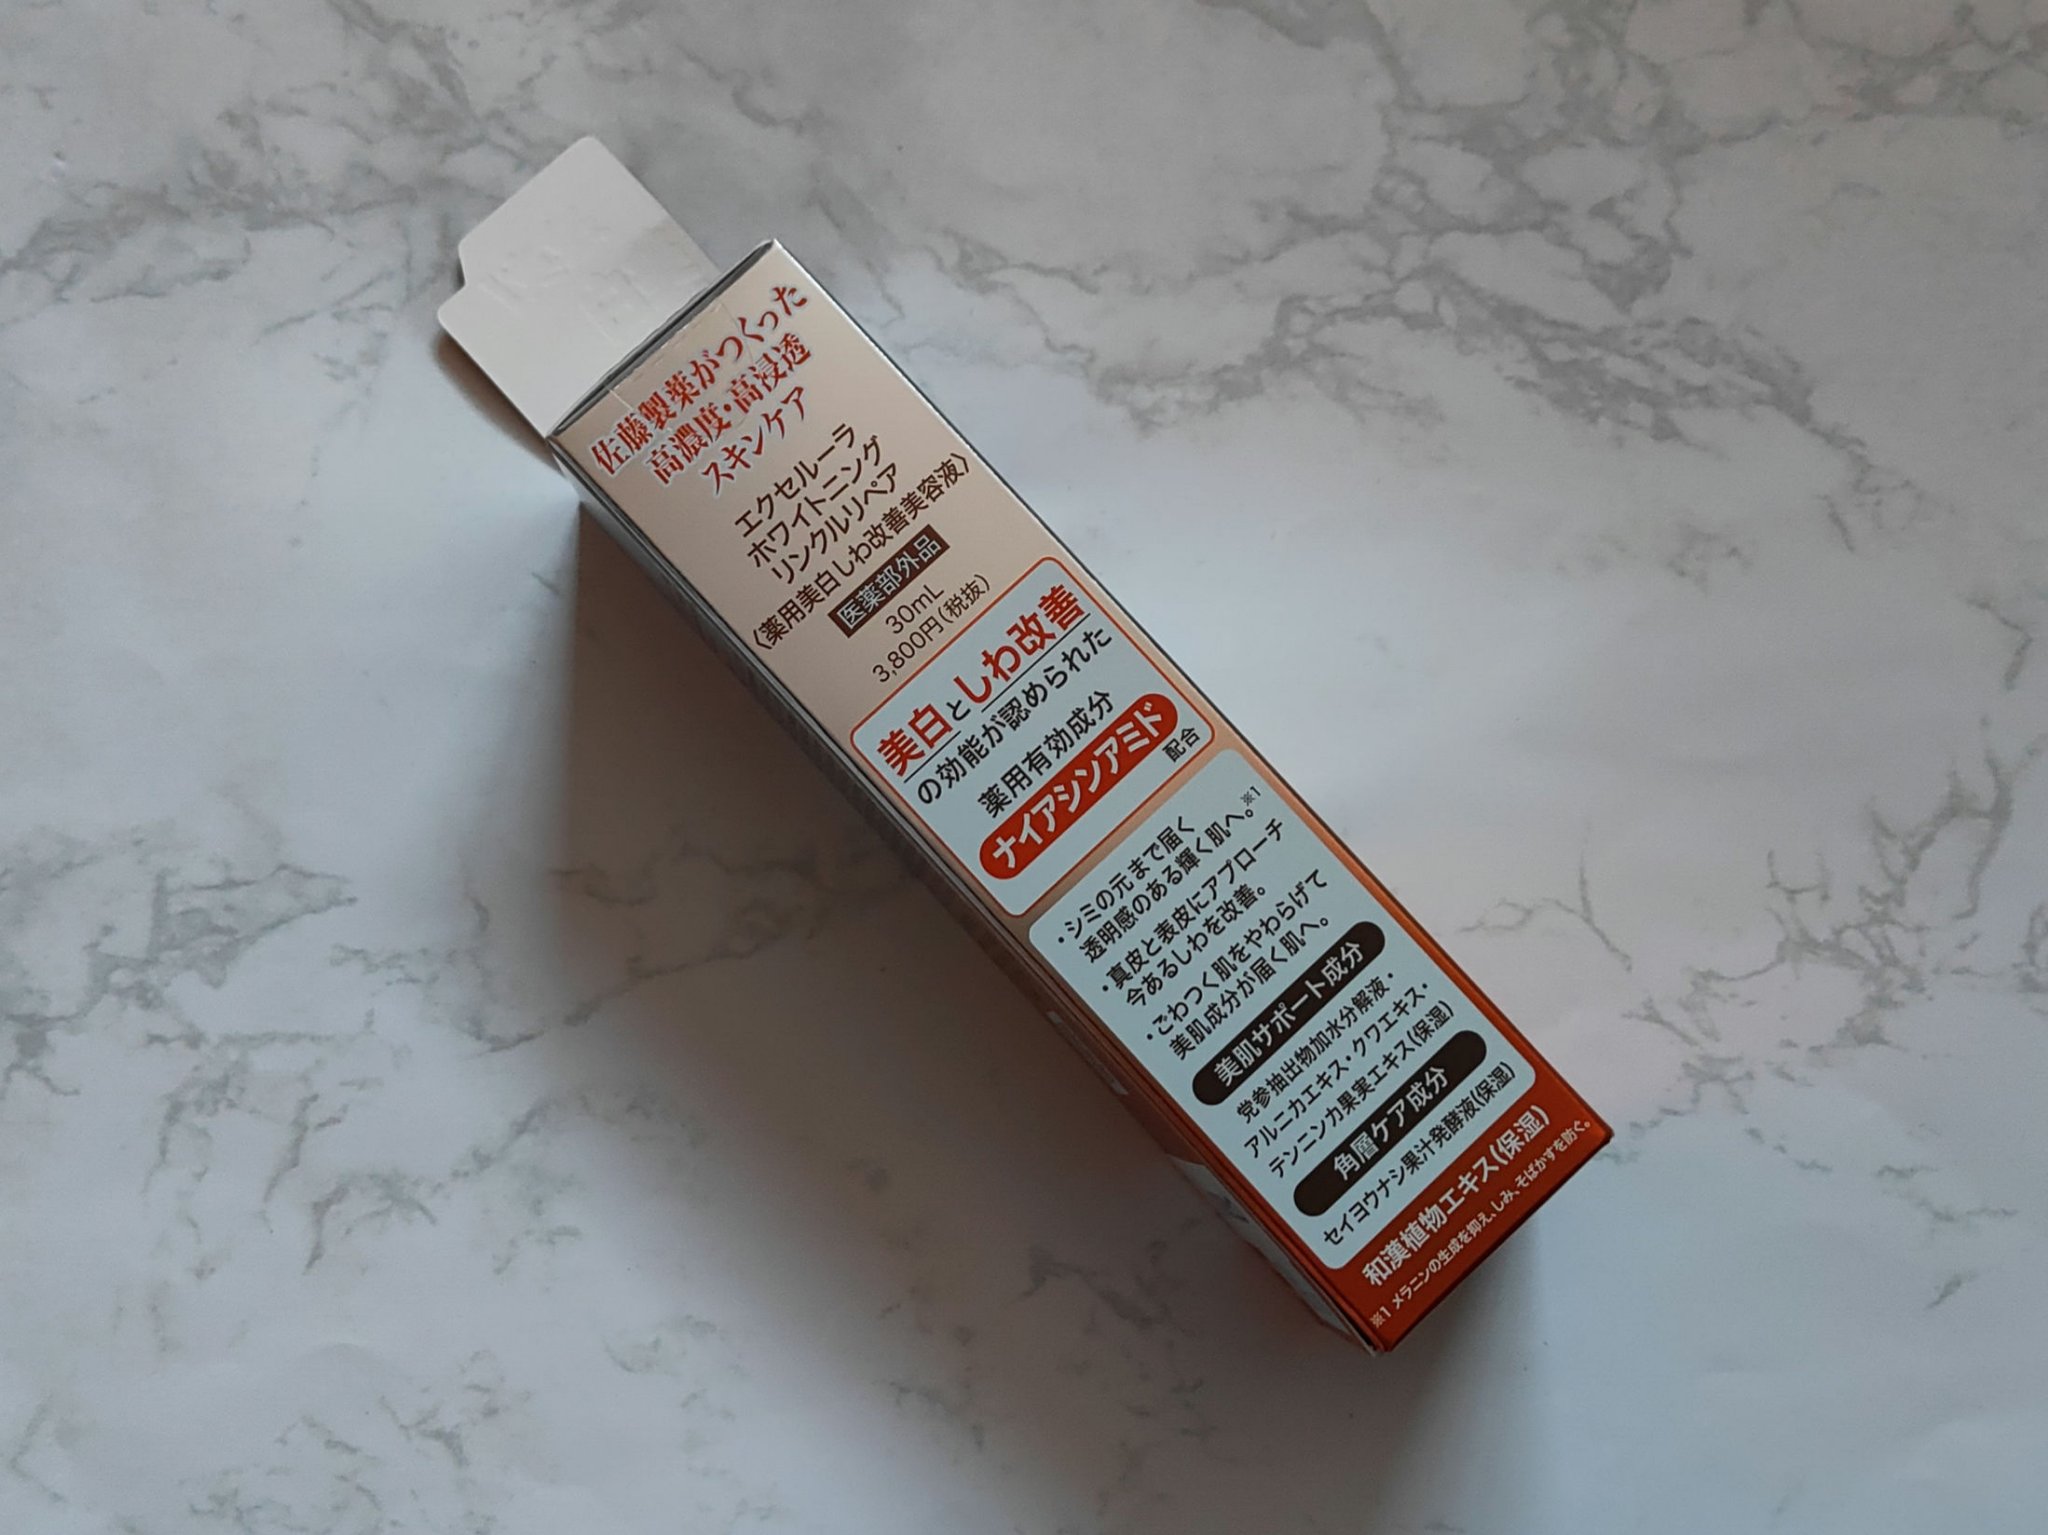 佐藤製薬がつくった
高濃度・高浸透
スキンケア
エクセルーラ
ホワイトニング
リンクルリペア
〈薬用美白しわ改善美容液〉
医薬部外品
30mL
3,800円(税抜)
美白としわ改善
の効能が認められた
薬用有効成分
ナイアシンアミド
配合
・シミの元まで届く
透明感のある輝く肌へ。※1
・真皮と表皮にアプローチ
今あるしわを改善。
・ごわつく肌をやわらげて
美肌成分が届く肌へ。
美肌サポート成分
党参抽出物加水分解液・
アルニカエキス・クワエキス・
テンニンカ果実エキス(保湿)
角層ケア成分
セイヨウナシ果汁発酵液(保湿)
和漢植物エキス(保湿)
※1 メラニンの生成を抑え、しみ、そばかすを防ぐ。